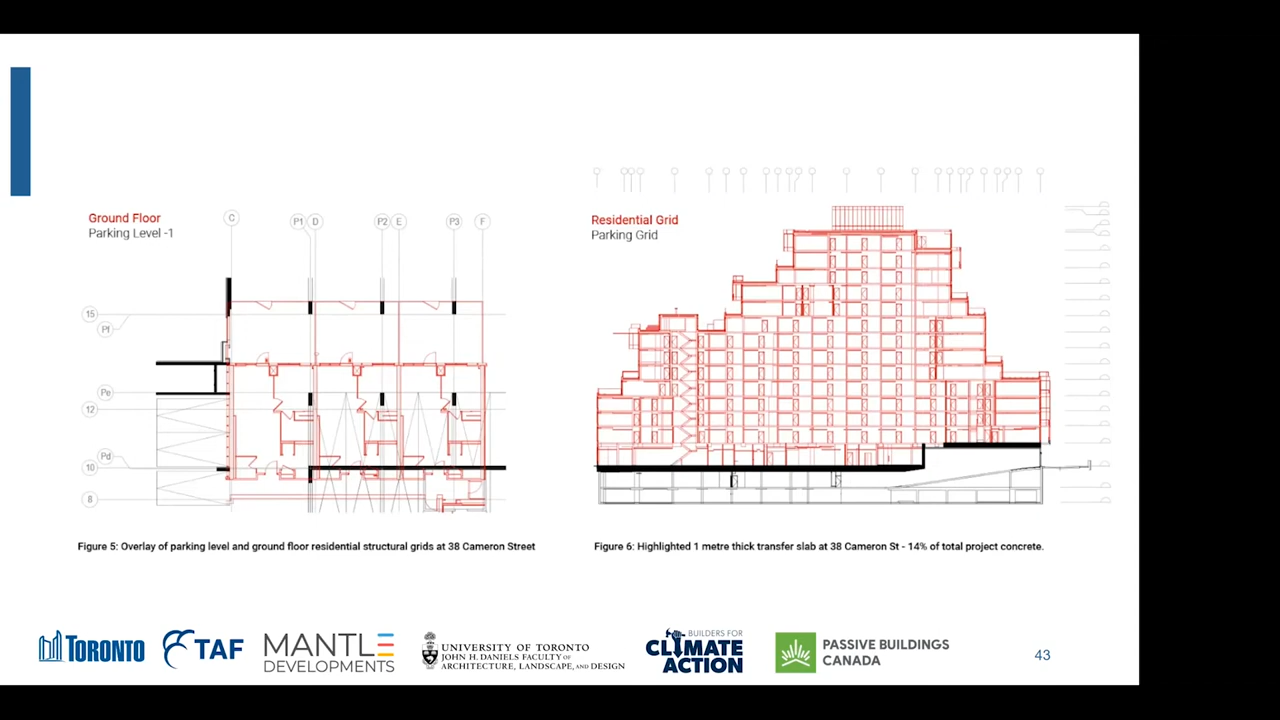 Ground Floor
Parking Level -1
C
P1
D
P2
E
P3
F
15
Pf
Pe
12
Pd
10
8
Figure 5: Overlay of parking level and ground floor residential structural grids at 38 Cameron Street
Residential Grid
Parking Grid
Figure 6: Highlighted 1 metre thick transfer slab at 38 Cameron St - 14% of total project concrete.
TORONTO
TAF
MANTLE
DEVELOPMENTS
UNIVERSITY OF TORONTO
JOHN H. DANIELS FACULTY OF
ARCHITECTURE, LANDSCAPE, AND DESIGN
BUILDERS FOR
CLIMATE
ACTION
PASSIVE BUILDINGS
CANADA
43